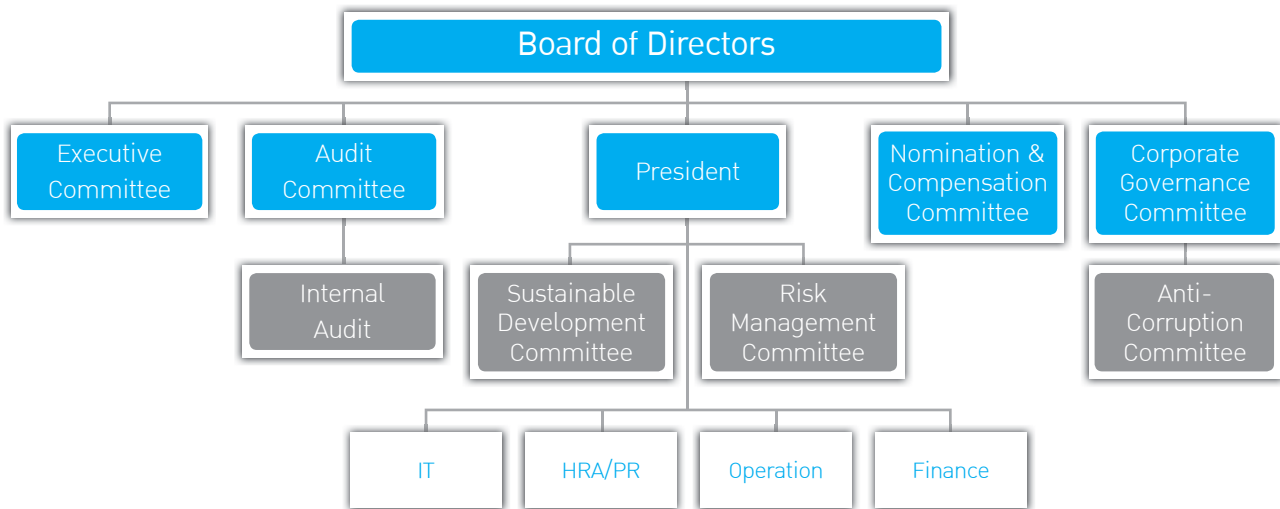 Board of Directors
Executive
Committee
Audit
Committee
President
Nomination &
Compensation
Committee
Corporate
Governance
Committee
Internal
Audit
Sustainable
Development
Committee
Risk
Management
Committee
Anti-
Corruption
Committee
IT
HRA/PR
Operation
Finance